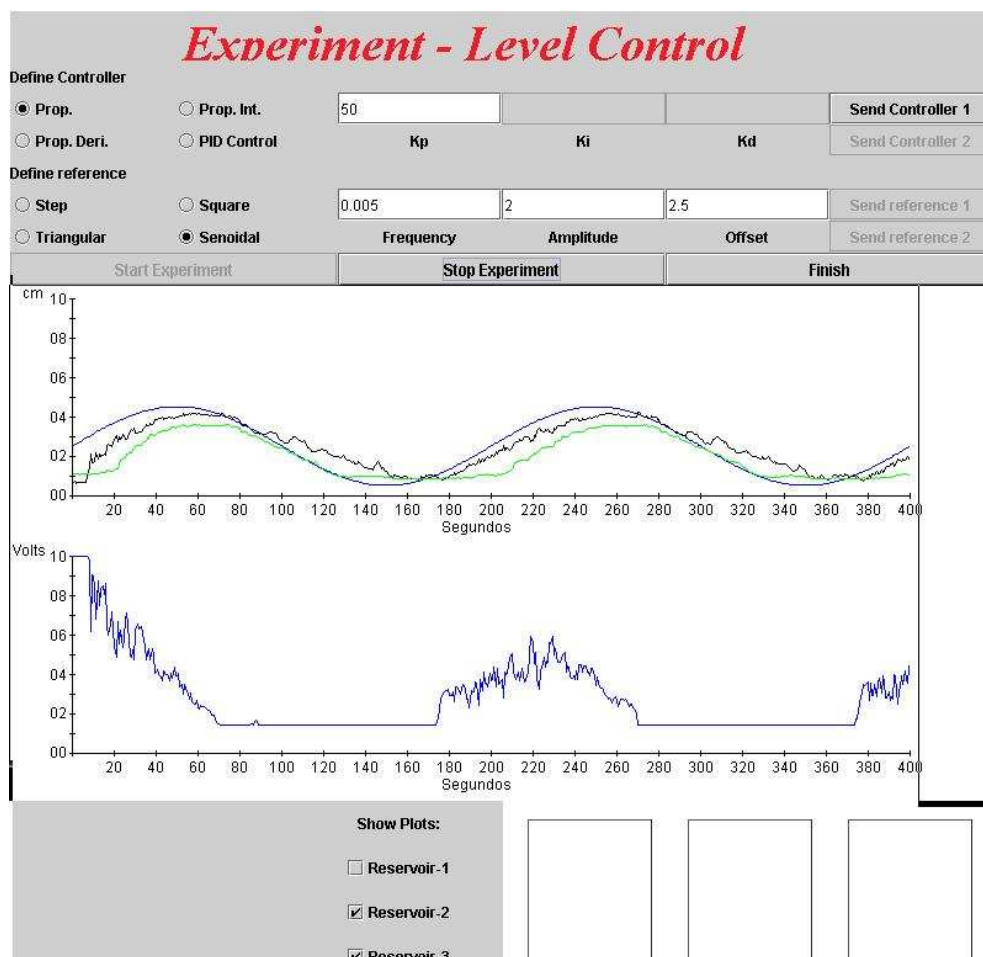 Experiment - Level Control
Define Controller
Prop. Prop. Int. 50 Send Controller 1
Prop. Deri. PID Control Kp Ki Kd Send Controller 2
Define reference
Step Square 0.005 2 2.5 Send reference 1
Triangular Senoidal Frequency Amplitude Offset Send reference 2
Start Experiment Stop Experiment Finish
cm 10
08
06
04
02
00
20 40 60 80 100 120 140 160 180 200 220 240 260 280 300 320 340 360 380 400
Segundos
Volts 10
08
06
04
02
00
20 40 60 80 100 120 140 160 180 200 220 240 260 280 300 320 340 360 380 400
Segundos
Show Plots:
Reservoir-1
Reservoir-2
Reservoir-3